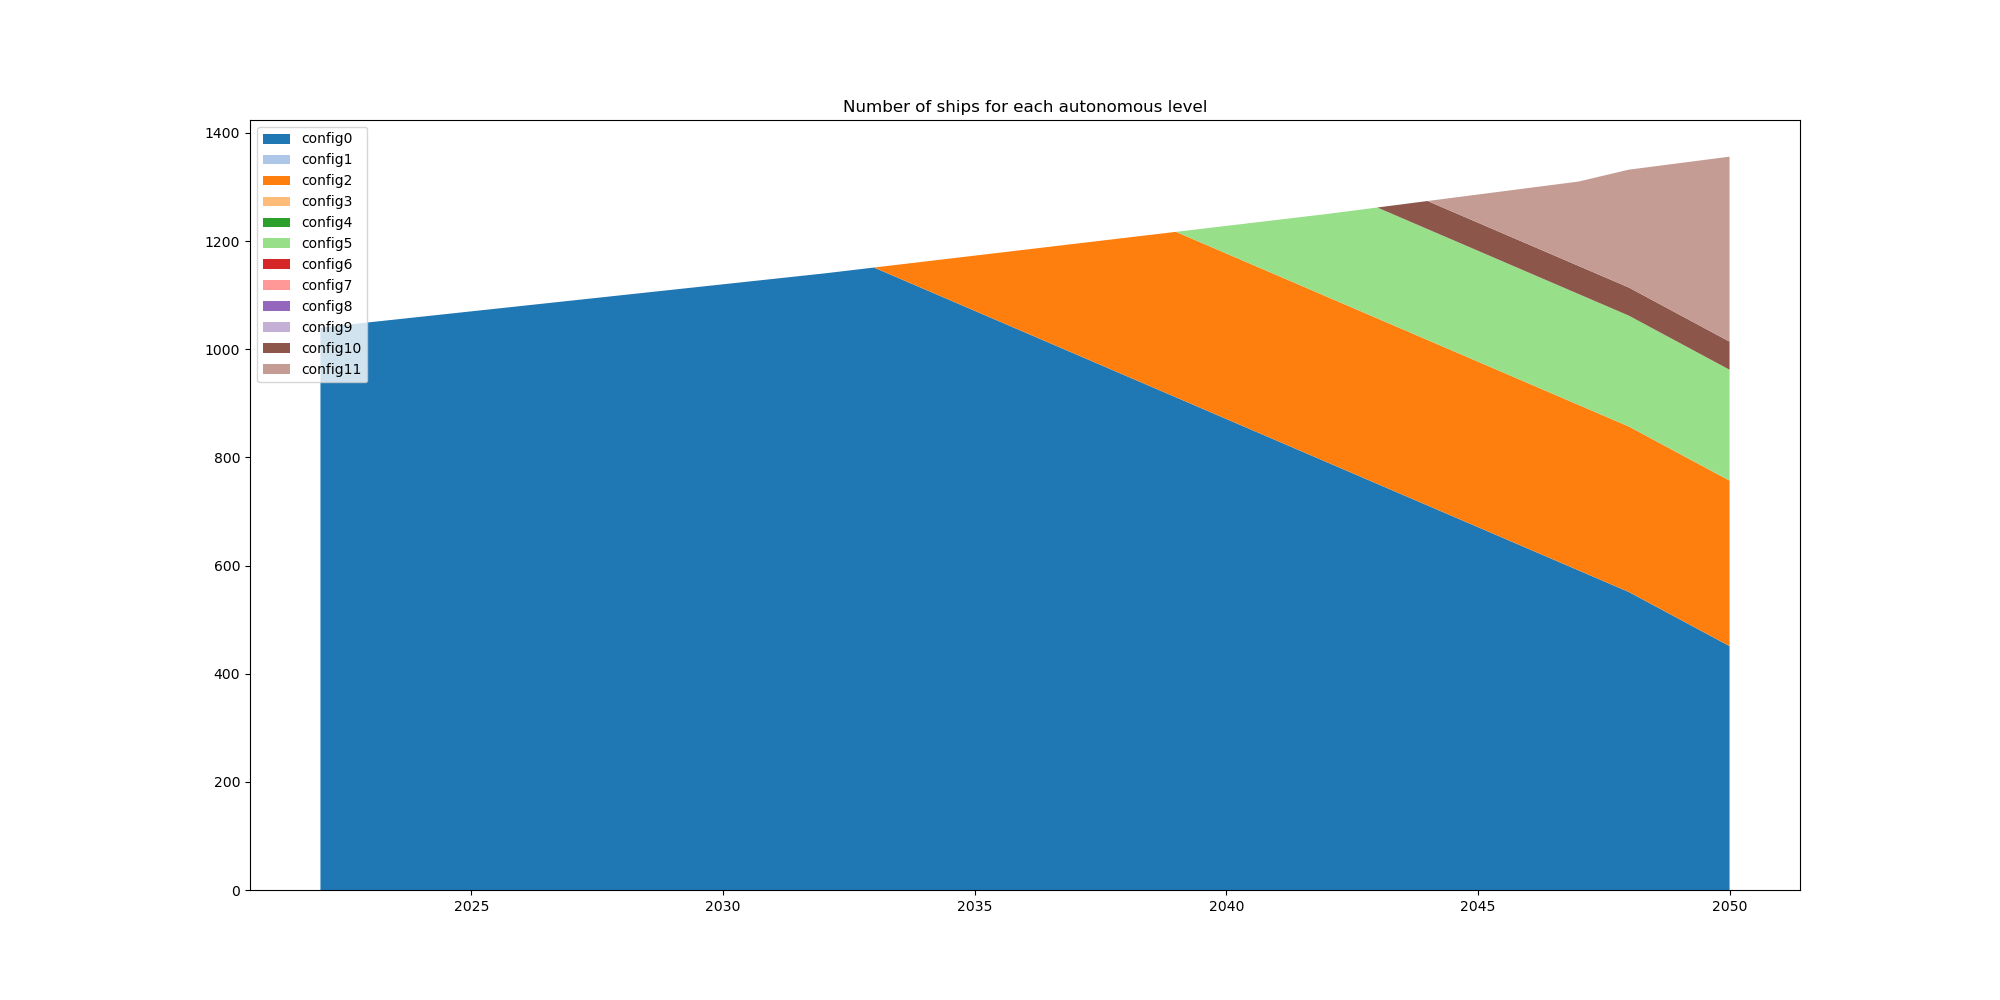 Number of ships for each autonomous level
1400
1200
1000
800
600
400
200
0
config0
config1
config2
config3
config4
config5
config6
config7
config8
config9
config10
config11
2025 2030 2035 2040 2045 2050